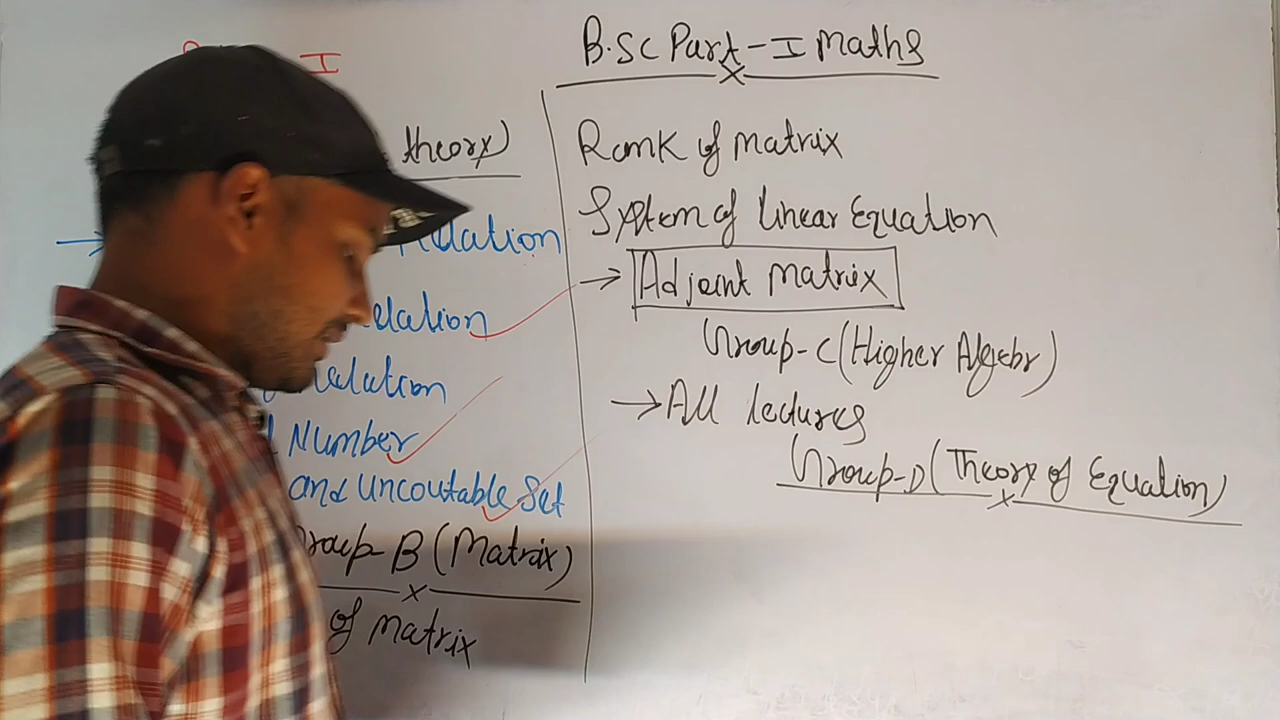 I
theory)
Relation
Relation
Relation
Number
and Uncoutable Set
Group-B (Matrix)
of matrix
B.Sc Part-I Maths
Rank of matrix
System of linear Equation
→ Adjoint matrix
Group-C (Higher Algebr)
→ All lectures
Group-D (Theory of Equation)